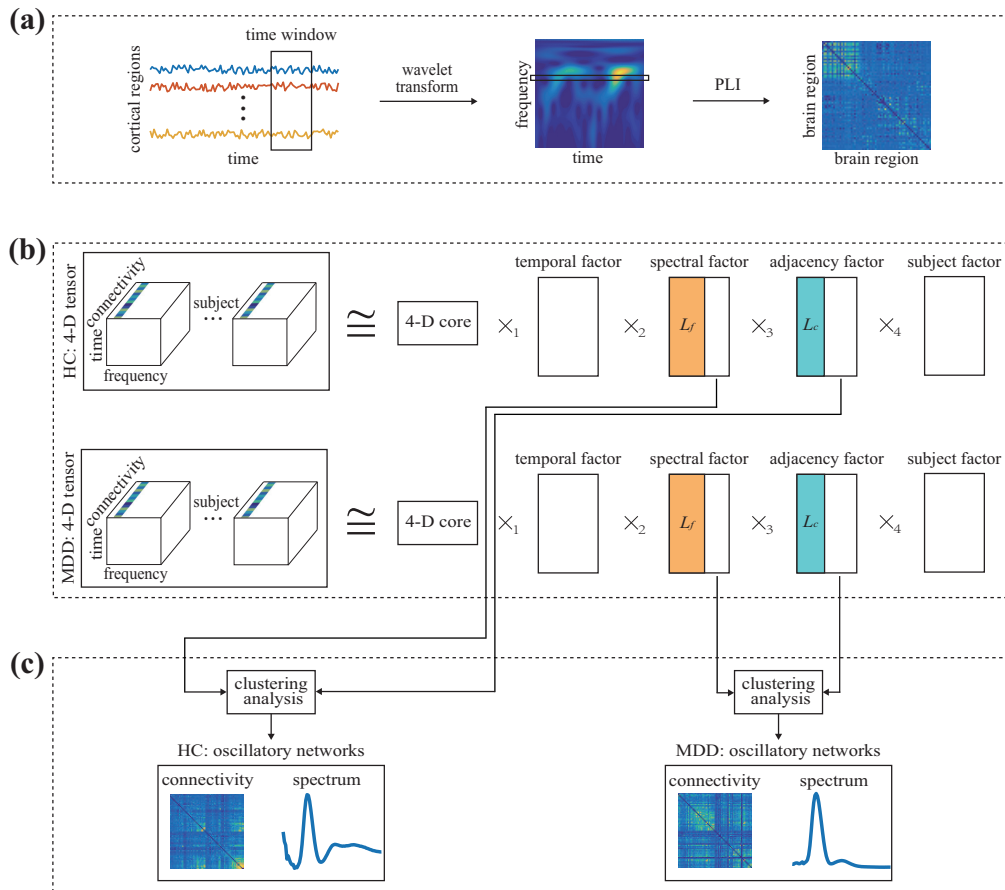 (a)
cortical regions
time window
time
wavelet
transform
frequency
time
PLI
brain region
brain region
(b)
HC: 4-D tensor
time
connectivity
subject
...
frequency
≅
4-D core
×1
temporal factor
×2
spectral factor
Lf
×3
adjacency factor
Lc
×4
subject factor
MDD: 4-D tensor
time
connectivity
subject
...
frequency
≅
4-D core
×1
temporal factor
×2
spectral factor
Lf
×3
adjacency factor
Lc
×4
subject factor
(c)
clustering
analysis
HC: oscillatory networks
connectivity
spectrum
clustering
analysis
MDD: oscillatory networks
connectivity
spectrum